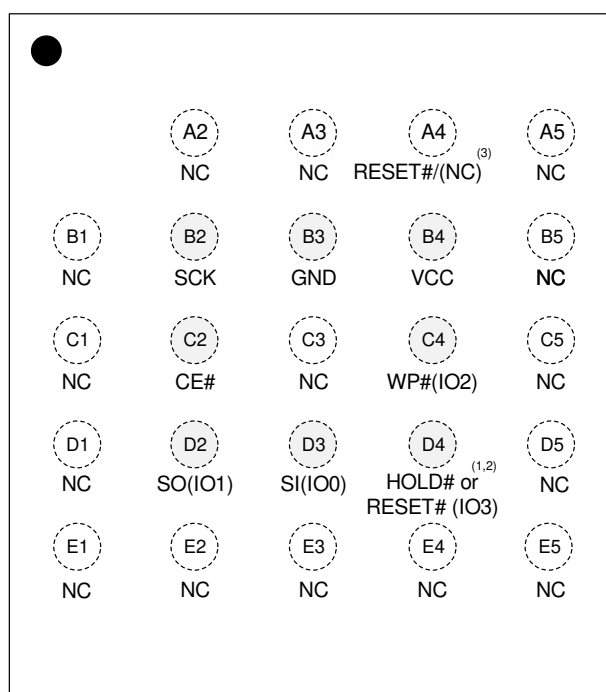 A2 A3 A4 A5
NC NC RESET#/(NC)(3) NC
B1 B2 B3 B4 B5
NC SCK GND VCC NC
C1 C2 C3 C4 C5
NC CE# NC WP#(IO2) NC
D1 D2 D3 D4 D5
NC SO(IO1) SI(IO0) HOLD# or(1,2) NC
RESET# (IO3)
E1 E2 E3 E4 E5
NC NC NC NC NC